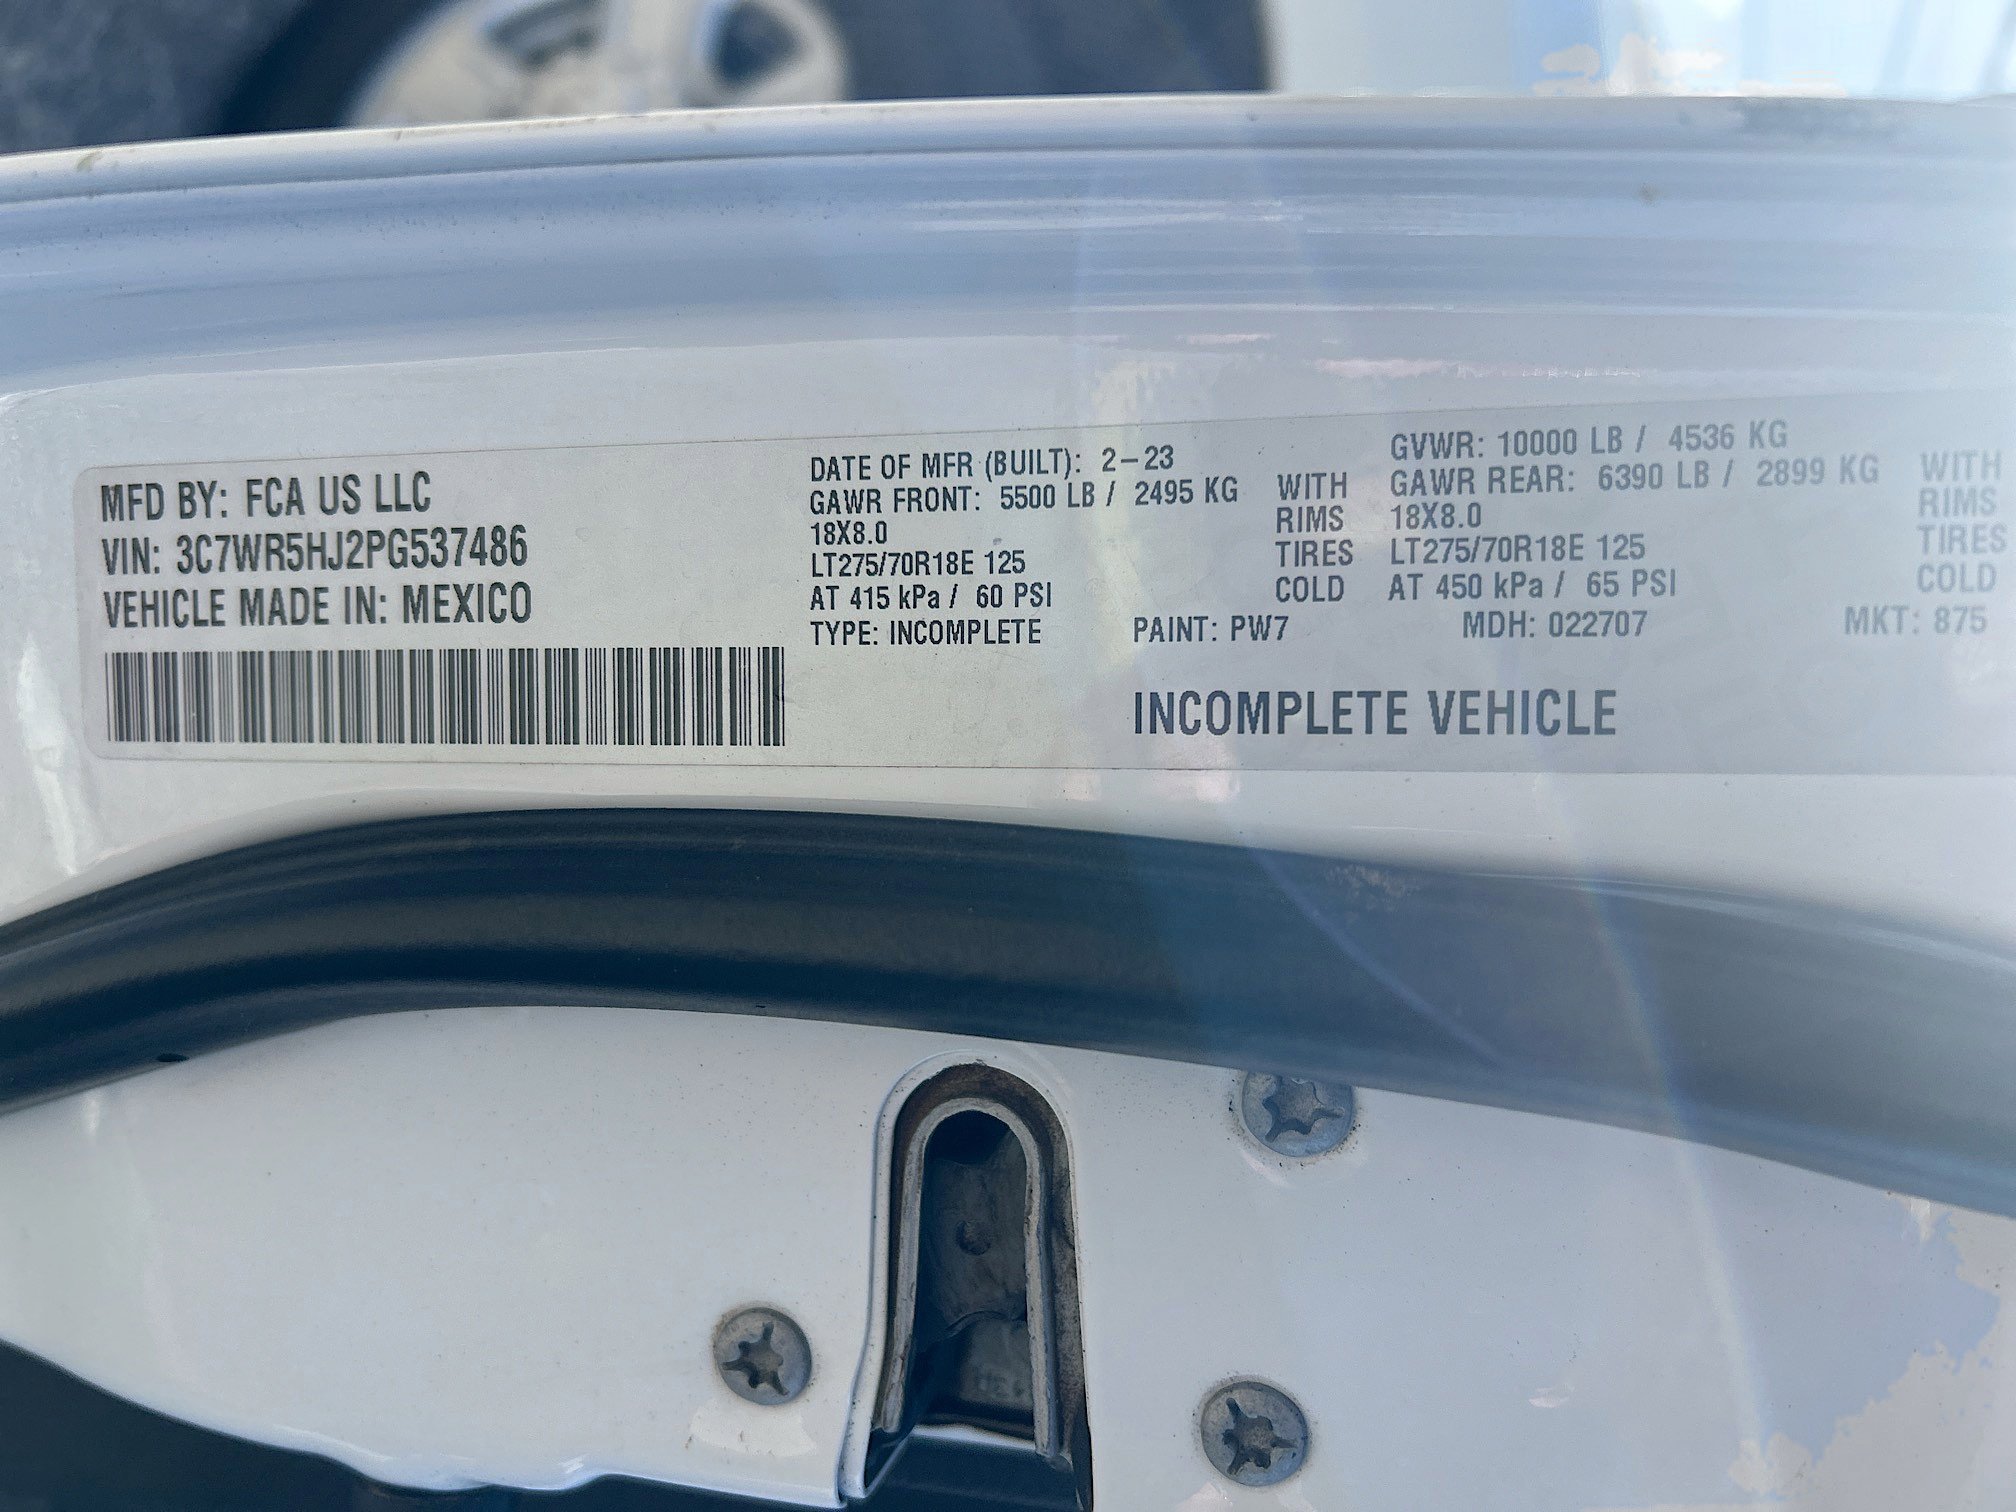 MFD BY: FCA US LLC
VIN: 3C7WR5HJ2PG537486
VEHICLE MADE IN: MEXICO
DATE OF MFR (BUILT): 2-23
GVWR: 10000 LB / 4536 KG
GAWR FRONT: 5500 LB / 2495 KG WITH GAWR REAR: 6390 LB / 2899 KG WITH
18X8.0 RIMS 18X8.0 RIMS
LT275/70R18E 125 TIRES LT275/70R18E 125 TIRES
AT 415 kPa / 60 PSI COLD AT 450 kPa / 65 PSI COLD
TYPE: INCOMPLETE PAINT: PW7 MDH: 022707 MKT: 875
INCOMPLETE VEHICLE